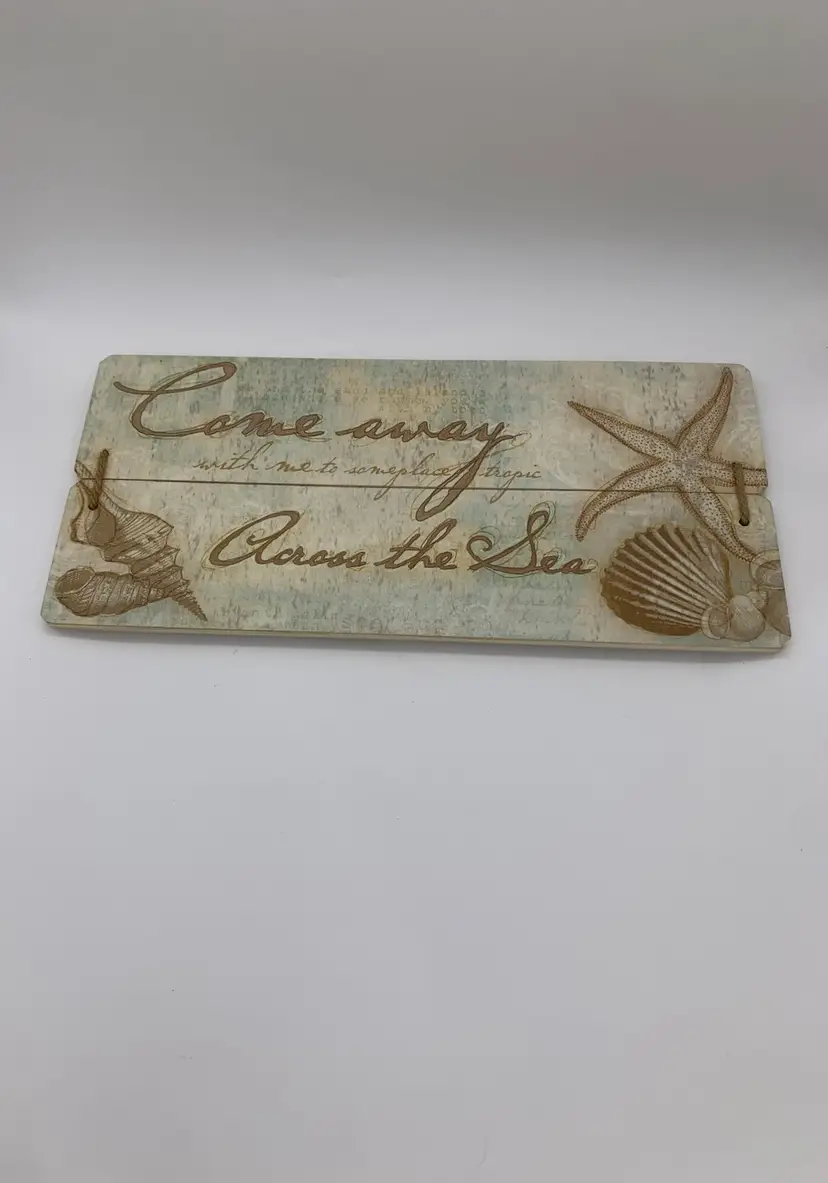 Come away
with me to someplace tropic
Across the Sea